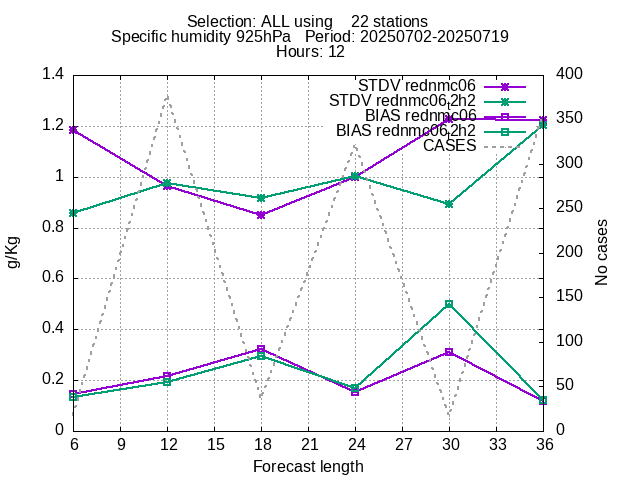 Selection: ALL using    22 stations
Specific humidity 925hPa   Period: 20250702-20250719
Hours: 12
STDV rednmc06
STDV rednmc06,2h2
BIAS rednmc06
BIAS rednmc06,2h2
CASES
1.4
1.2
1
0.8
0.6
0.4
0.2
0
400
350
300
250
200
150
100
50
0
g/Kg
No cases
6 9 12 15 18 21 24 27 30 33 36
Forecast length